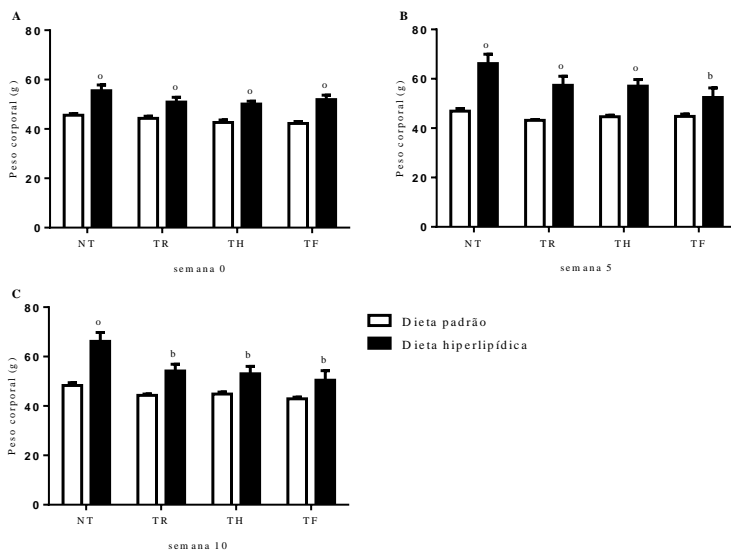 A
80
60
40
20
0
Peso corporal (g)
o
o
o
o
NT TR TH TF
semana 0
B
80
60
40
20
0
Peso corporal (g)
o
o
o
b
NT TR TH TF
semana 5
C
80
60
40
20
0
Peso corporal (g)
o
b
b
b
NT TR TH TF
semana 10
Dieta padrão
Dieta hiperlipídica